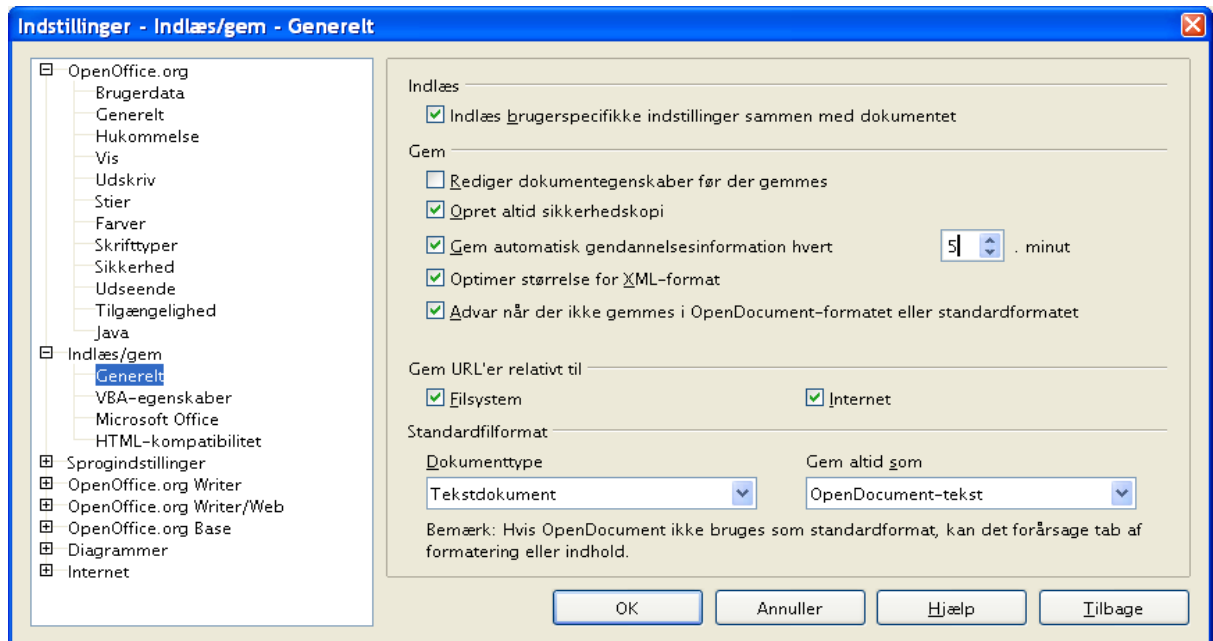 Indstillinger - Indlæs/gem - Generelt
OpenOffice.org
Brugerdata
Generelt
Hukommelse
Vis
Udskriv
Stier
Farver
Skrifttyper
Sikkerhed
Udseende
Tilgængelighed
Java
Indlæs/gem
Generelt
VBA-egenskaber
Microsoft Office
HTML-kompatibilitet
Sprogindstillinger
OpenOffice.org Writer
OpenOffice.org Writer/Web
OpenOffice.org Base
Diagrammer
Internet
Indlæs
Indlæs brugerspecifikke indstillinger sammen med dokumentet
Gem
Rediger dokumentegenskaber før der gemmes
Opret altid sikkerhedskopi
Gem automatisk gendannelsesinformation hvert 5 . minut
Optimer størrelse for XML-format
Advar når der ikke gemmes i OpenDocument-formatet eller standardformatet
Gem URL'er relativt til
Filsystem Internet
Standardfilformat
Dokumenttype Gem altid som
Tekstdokument OpenDocument-tekst
Bemærk: Hvis OpenDocument ikke bruges som standardformat, kan det forårsage tab af
formatering eller indhold.
OK Annuller Hjælp Tilbage